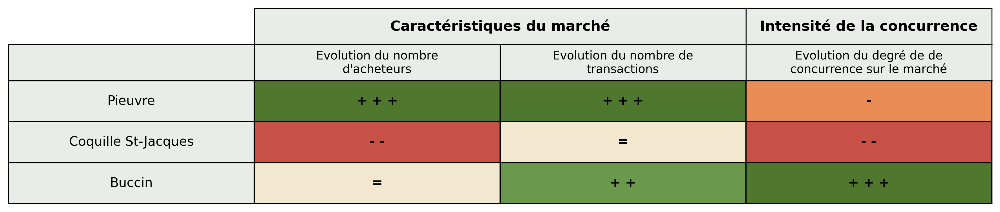 Caractéristiques du marché
Intensité de la concurrence
Evolution du nombre
d'acheteurs
Evolution du nombre de
transactions
Evolution du degré de de
concurrence sur le marché
Pieuvre
+ + +
+ + +
-
Coquille St-Jacques
- -
=
- -
Buccin
=
+ +
+ + +